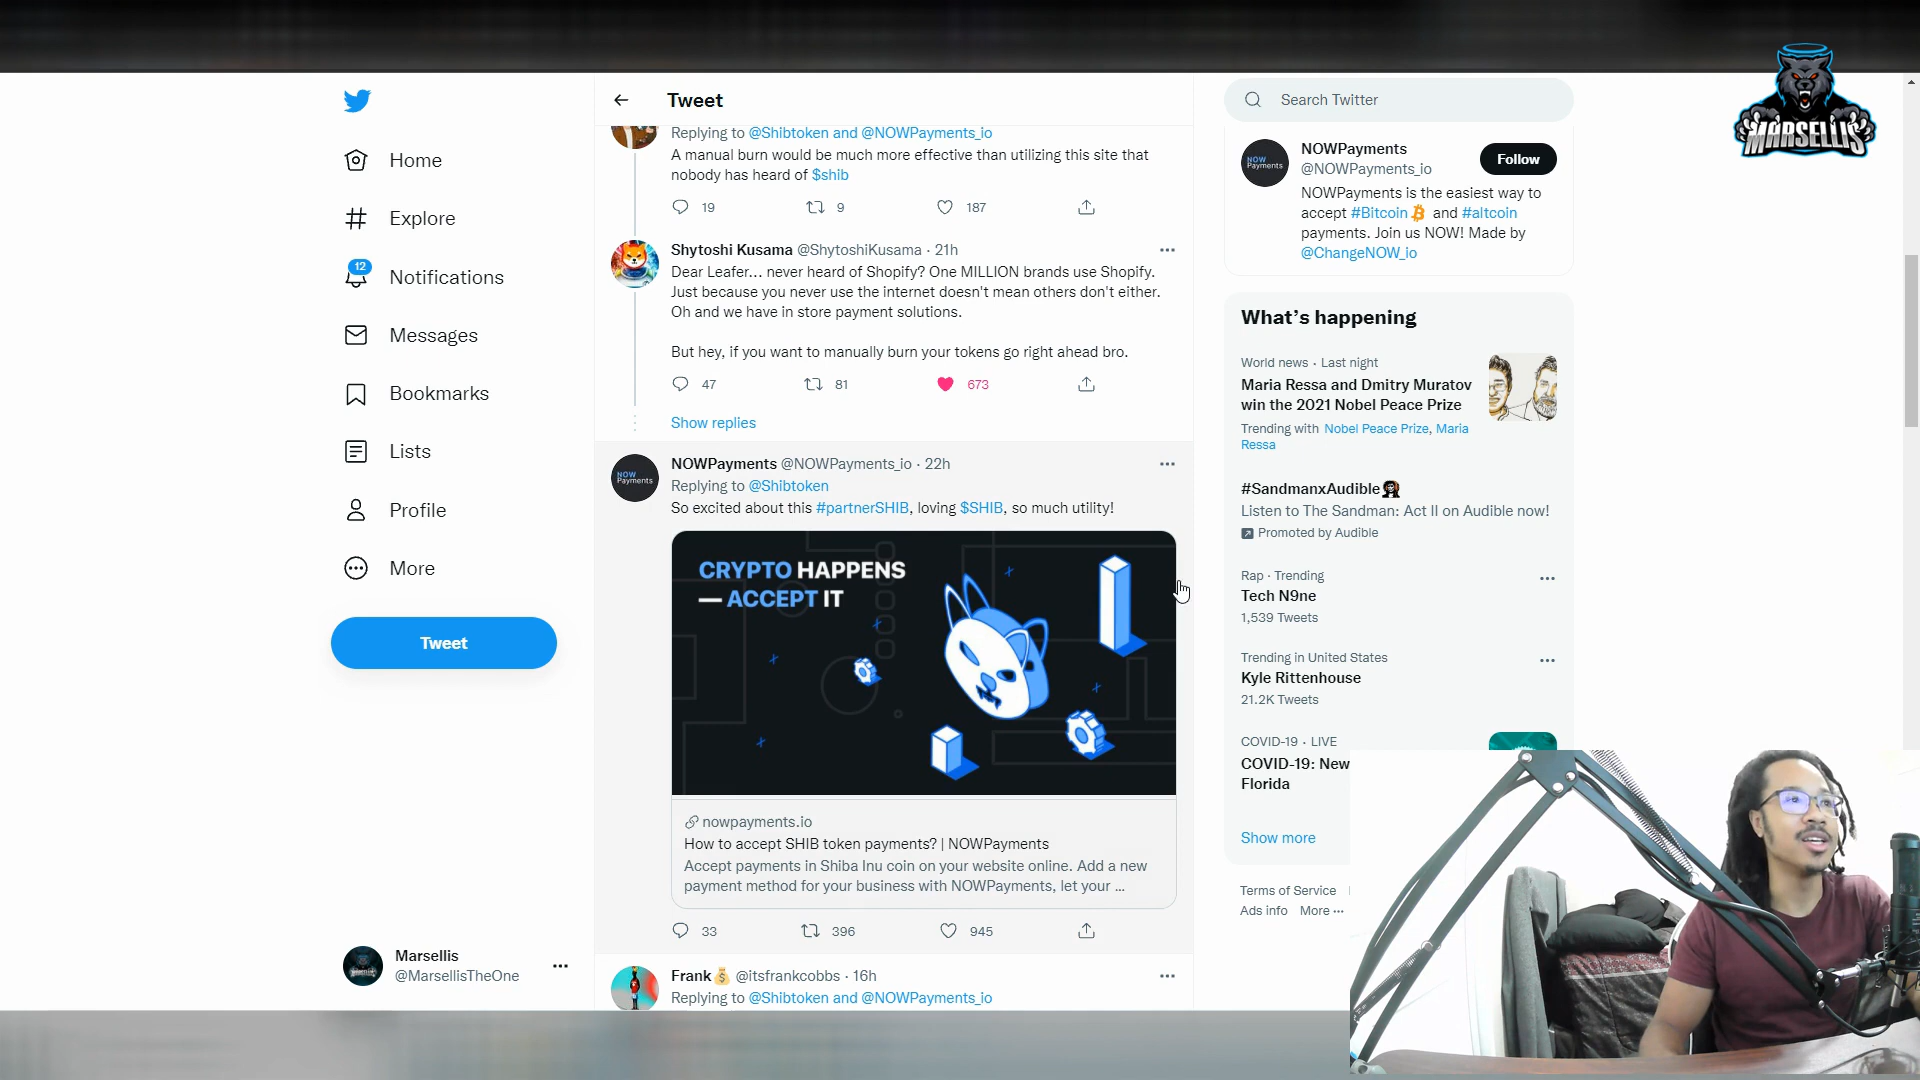 Home
Explore
12
Notifications
Messages
Bookmarks
Lists
Profile
More
Tweet
Marsellis
@MarsellisTheOne
Tweet
Replying to @Shibtoken and @NOWPayments_io
A manual burn would be much more effective than utilizing this site that
nobody has heard of $shib
19 9 187
Shytoshi Kusama @ShytoshiKusama · 21h
Dear Leafer... never heard of Shopify? One MILLION brands use Shopify.
Just because you never use the internet doesn't mean others don't either.
Oh and we have in store payment solutions.
But hey, if you want to manually burn your tokens go right ahead bro.
47 81 673
Show replies
NOW
Payments
NOWPayments @NOWPayments_io · 22h
Replying to @Shibtoken
So excited about this #partnerSHIB, loving $SHIB, so much utility!
CRYPTO HAPPENS
— ACCEPT IT
nowpayments.io
How to accept SHIB token payments? | NOWPayments
Accept payments in Shiba Inu coin on your website online. Add a new
payment method for your business with NOWPayments, let your ...
33 396 945
Frank💰 @itsfrankcobbs · 16h
Replying to @Shibtoken and @NOWPayments_io
Search Twitter
NOW
Payments
NOWPayments
@NOWPayments_io
Follow
NOWPayments is the easiest way to
accept #Bitcoin and #altcoin
payments. Join us NOW! Made by
@ChangeNOW_io
What's happening
World news · Last night
Maria Ressa and Dmitry Muratov
win the 2021 Nobel Peace Prize
Trending with Nobel Peace Prize, Maria
Ressa
#SandmanxAudible
Listen to The Sandman: Act II on Audible now!
Promoted by Audible
Rap · Trending
Tech N9ne
1,539 Tweets
Trending in United States
Kyle Rittenhouse
21.2K Tweets
COVID-19 · LIVE
COVID-19: New
Florida
Show more
Terms of Service
Ads info More ···
MARSELLIS